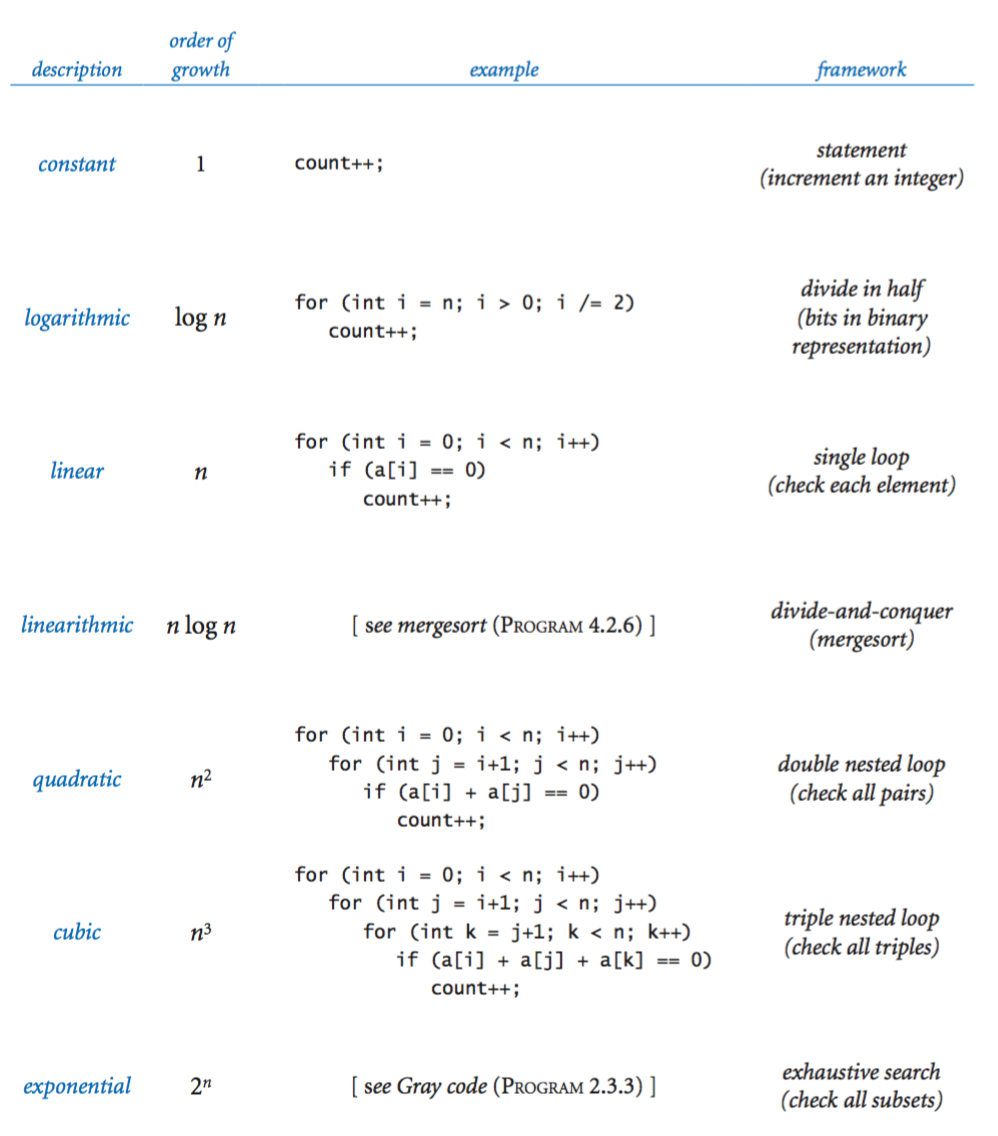 order of
description growth example framework
constant 1 count++; statement
(increment an integer)
logarithmic log n for (int i = n; i > 0; i /= 2)
count++;
divide in half
(bits in binary
representation)
linear n for (int i = 0; i < n; i++)
if (a[i] == 0)
count++;
single loop
(check each element)
linearithmic n log n [ see mergesort (PROGRAM 4.2.6) ] divide-and-conquer
(mergesort)
quadratic n² for (int i = 0; i < n; i++)
for (int j = i+1; j < n; j++)
if (a[i] + a[j] == 0)
count++;
double nested loop
(check all pairs)
cubic n³ for (int i = 0; i < n; i++)
for (int j = i+1; j < n; j++)
for (int k = j+1; k < n; k++)
if (a[i] + a[j] + a[k] == 0)
count++;
triple nested loop
(check all triples)
exponential 2ⁿ [ see Gray code (PROGRAM 2.3.3) ] exhaustive search
(check all subsets)